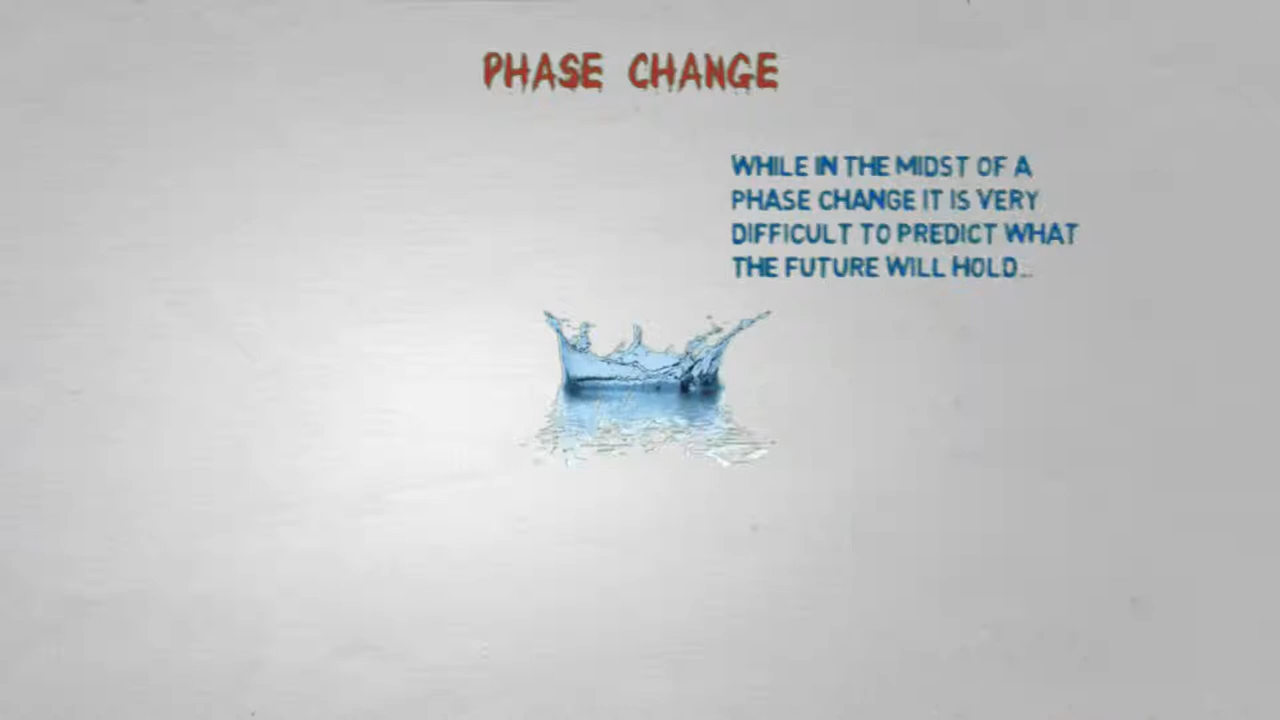 PHASE CHANGE
WHILE IN THE MIDST OF A
PHASE CHANGE IT IS VERY
DIFFICULT TO PREDICT WHAT
THE FUTURE WILL HOLD...